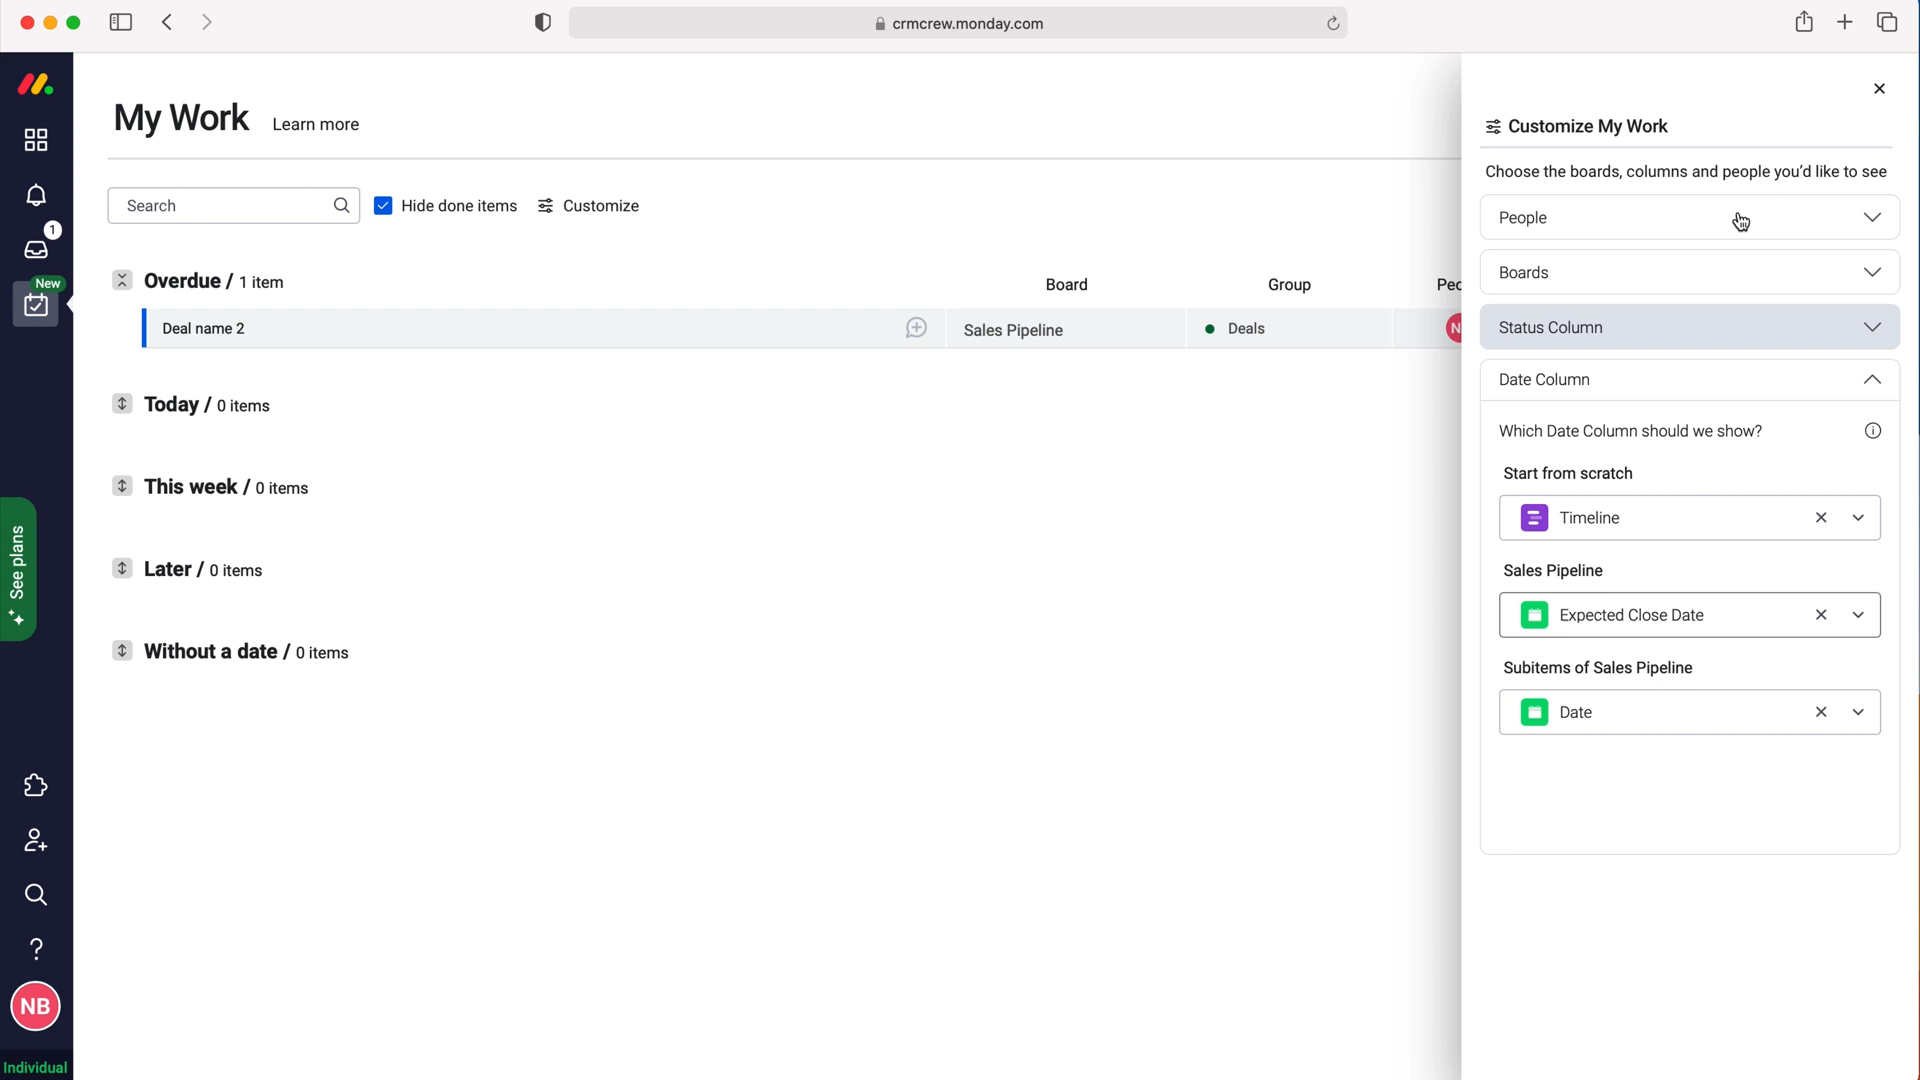 crmcrew.monday.com
My Work Learn more
Search
Hide done items
Customize
Overdue / 1 item
Board
Group
Deal name 2
Sales Pipeline
Deals
N
Today / 0 items
This week / 0 items
Later / 0 items
Without a date / 0 items
1
New
See plans
?
NB
Individual
Customize My Work
Choose the boards, columns and people you'd like to see
People
Boards
Status Column
Date Column
Which Date Column should we show?
Start from scratch
Timeline
Sales Pipeline
Expected Close Date
Subitems of Sales Pipeline
Date